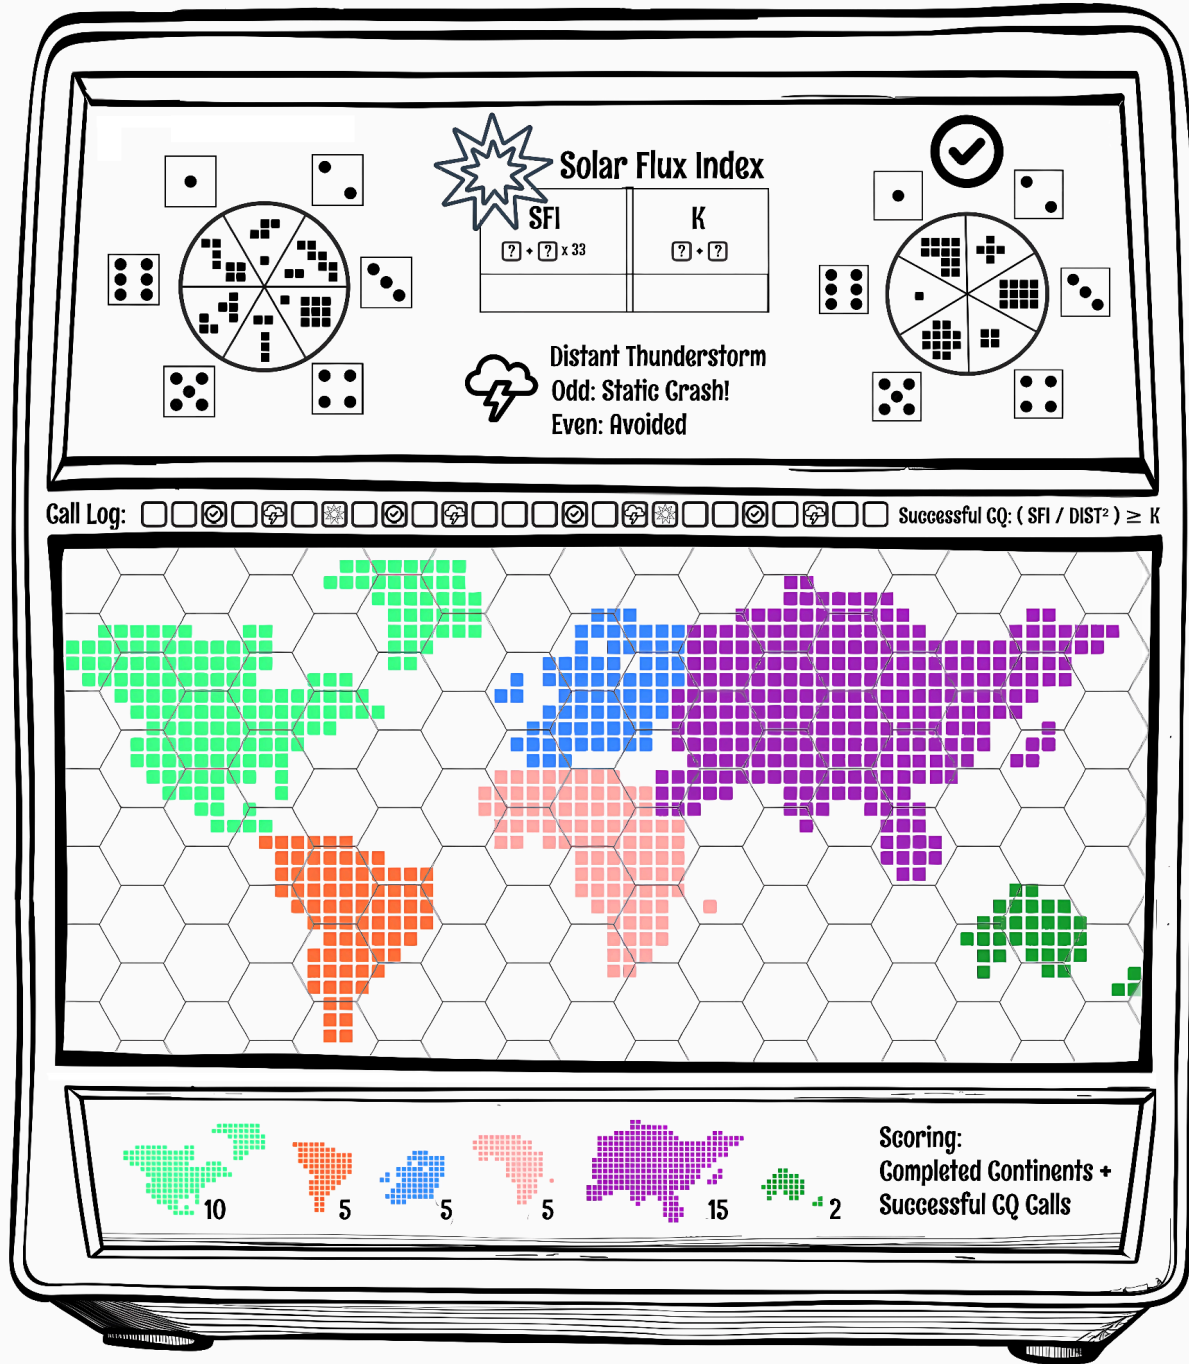 Solar Flux Index
SFI
K
? + ? x 33
? + ?
Distant Thunderstorm
Odd: Static Crash!
Even: Avoided
Call Log:
Successful CQ: ( SFI / DIST² ) ≥ K
10
5
5
5
15
2
Scoring:
Completed Continents +
Successful CQ Calls